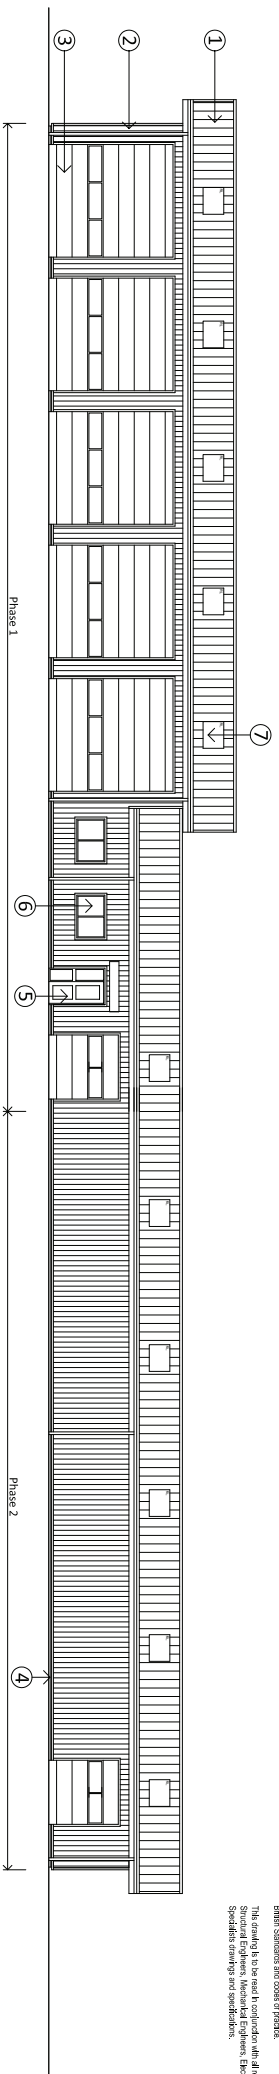 British Standards and codes of practice.
This drawing is to be read in conjunction with all
Structural Engineers, Mechanical Engineers, Elec
Specialists drawings and specifications.
7
1
2
3
6
5
4
Phase 1
Phase 2